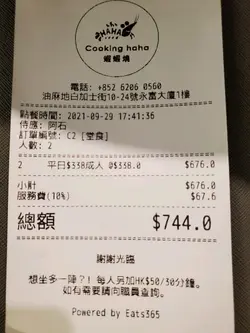 HAHA
Cooking haha
蝦蝦燒
電話: +852 6206 0560
油麻地白加士街10-24號永富大廈1樓
點餐時間: 2021-09-29 17:41:36
侍應: 阿石
訂單編號: C2 [堂食]
人數: 2
2 平日$338成人 @$338.0 $676.0
小計 $676.0
服務費(10%) $67.6
總額 $744.0
謝謝光臨
想坐多一陣?! 每人另加HK$50/30分鐘。
如有需要請向職員查詢。
Powered by Eats365